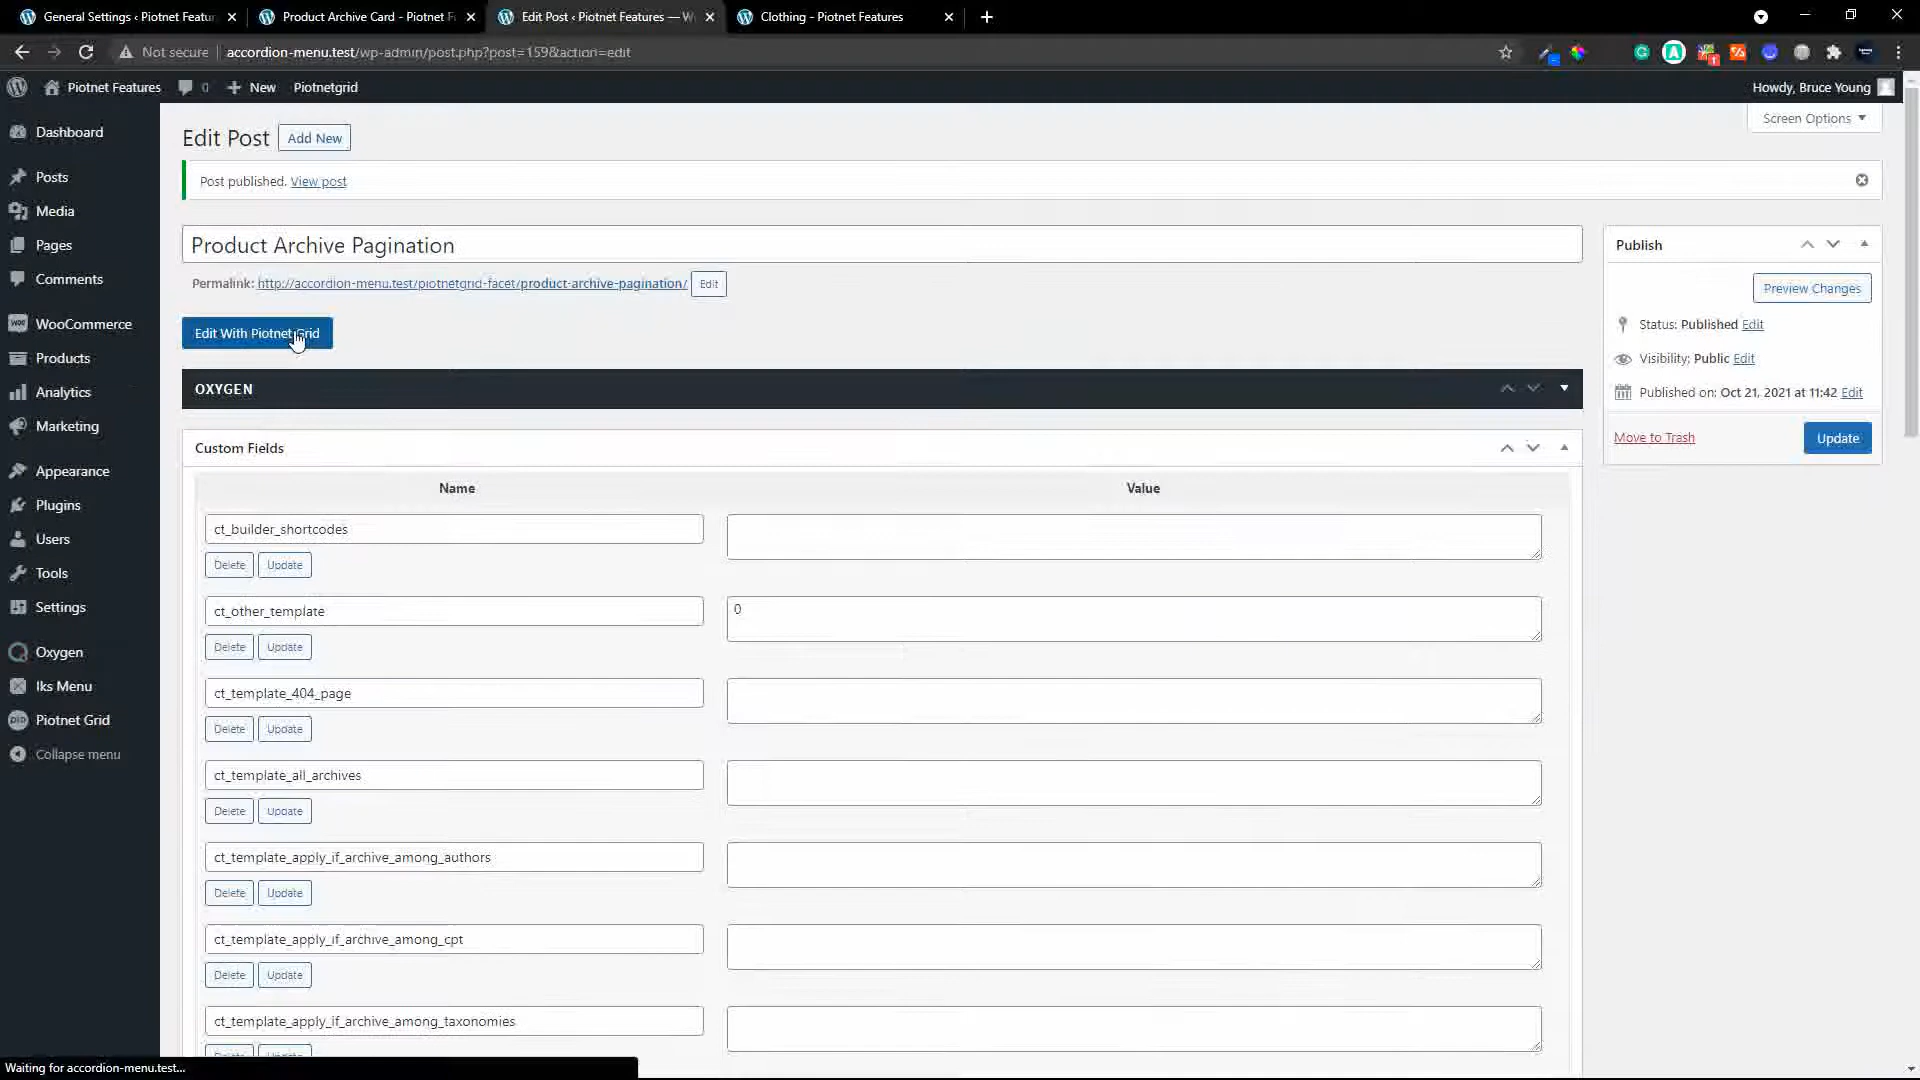 General Settings ‹ Piotnet Featu
Product Archive Card - Piotnet F
Edit Post ‹ Piotnet Features — W
Clothing - Piotnet Features
Not secure
accordion-menu.test/wp-admin/post.php?post=159&action=edit
Piotnet Features
0
New
Piotnetgrid
Howdy, Bruce Young
Dashboard
Posts
Media
Pages
Comments
WooCommerce
Products
Analytics
Marketing
Appearance
Plugins
Users
Tools
Settings
Oxygen
Iks Menu
Piotnet Grid
Collapse menu
Screen Options
Edit Post
Add New
Post published. View post
Product Archive Pagination
Permalink: http://accordion-menu.test/piotnetgrid-facet/product-archive-pagination/
Edit
Edit With Piotnet Grid
OXYGEN
Custom Fields
Name
Value
ct_builder_shortcodes
Delete
Update
ct_other_template
0
Delete
Update
ct_template_404_page
Delete
Update
ct_template_all_archives
Delete
Update
ct_template_apply_if_archive_among_authors
Delete
Update
ct_template_apply_if_archive_among_cpt
Delete
Update
ct_template_apply_if_archive_among_taxonomies
Publish
Preview Changes
Status: Published Edit
Visibility: Public Edit
Published on: Oct 21, 2021 at 11:42 Edit
Move to Trash
Update
Waiting for accordion-menu.test...